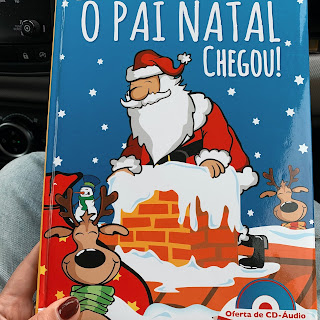 O PAI NATAL
CHEGOU!
Oferta de CD-Áudio